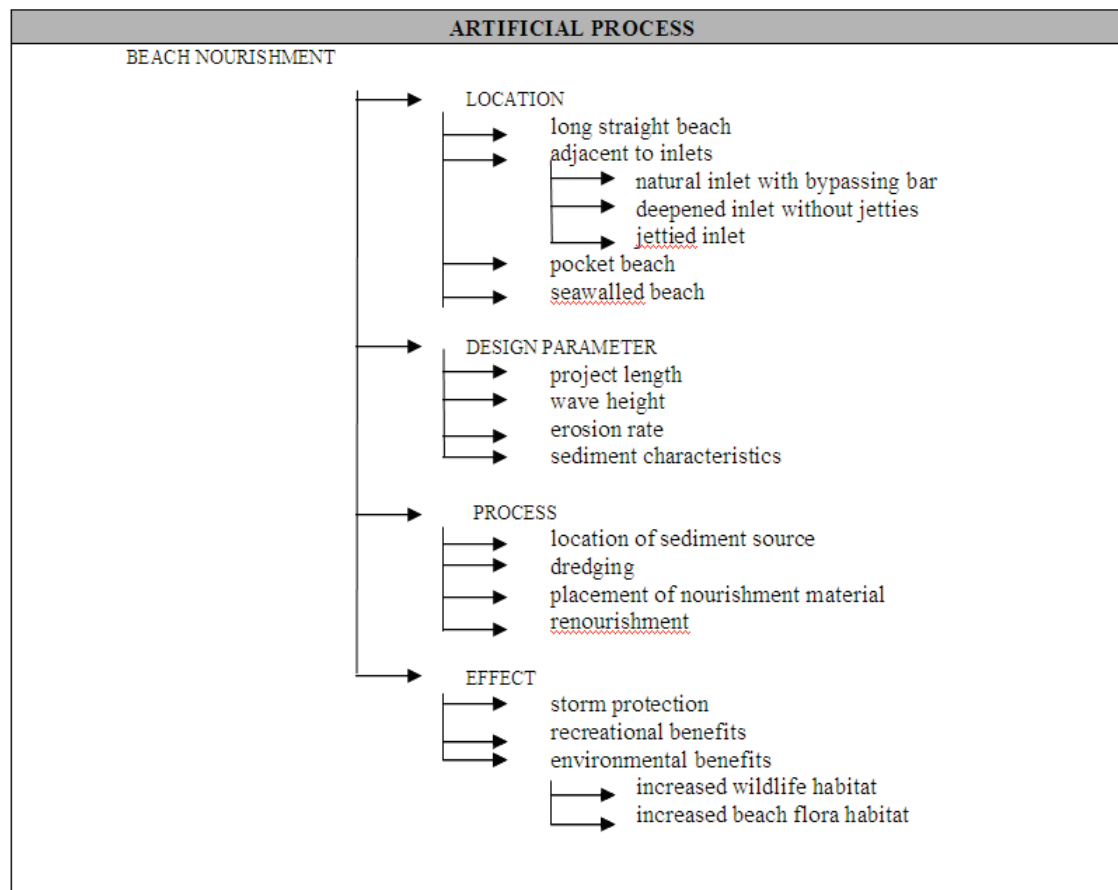 ARTIFICIAL PROCESS
BEACH NOURISHMENT
LOCATION
long straight beach
adjacent to inlets
natural inlet with bypassing bar
deepened inlet without jetties
jettied inlet
pocket beach
seawalled beach
DESIGN PARAMETER
project length
wave height
erosion rate
sediment characteristics
PROCESS
location of sediment source
dredging
placement of nourishment material
renourishment
EFFECT
storm protection
recreational benefits
environmental benefits
increased wildlife habitat
increased beach flora habitat